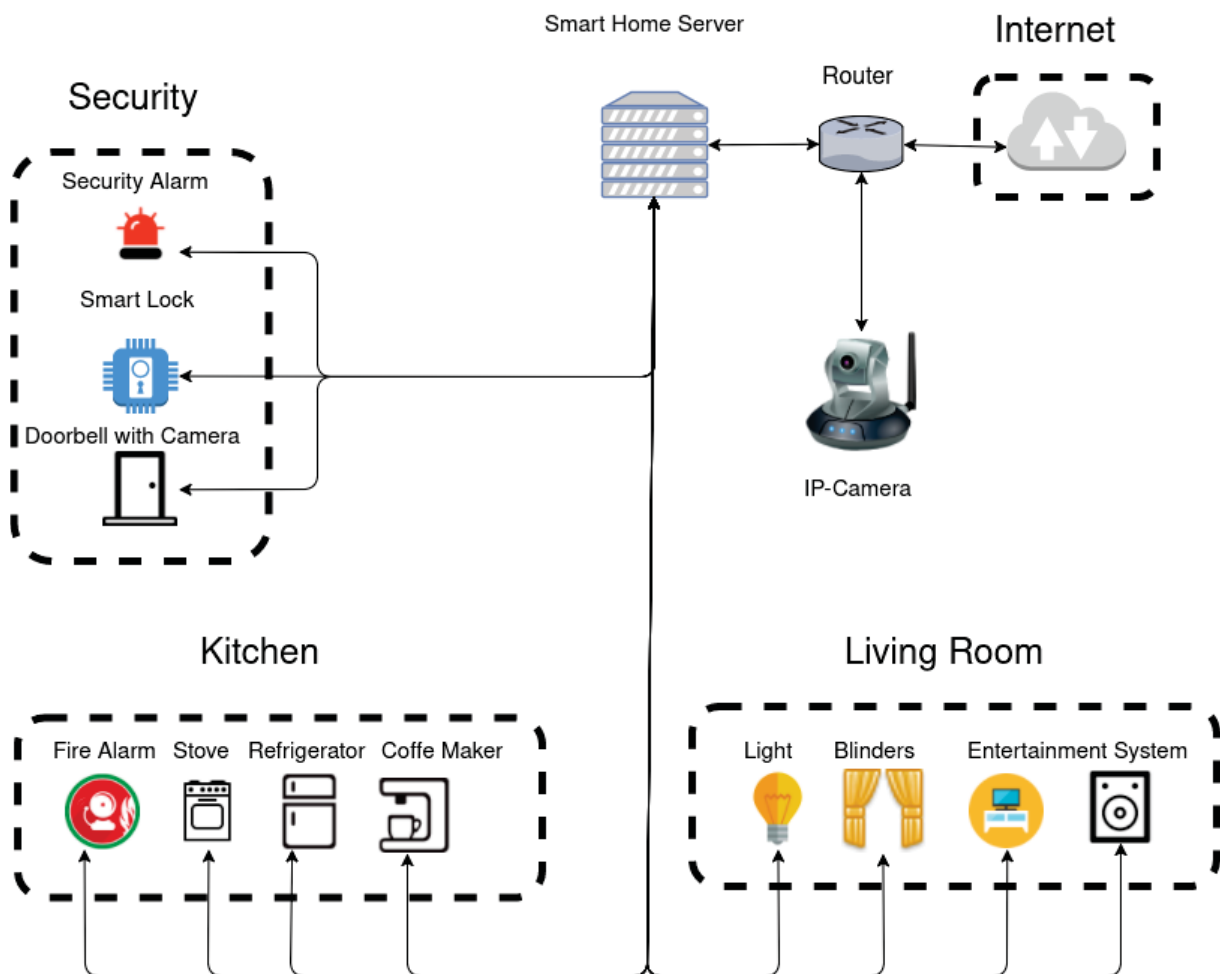 Smart Home Server
Internet
Router
Security
Security Alarm
Smart Lock
Doorbell with Camera
IP-Camera
Kitchen
Living Room
Fire Alarm Stove Refrigerator Coffe Maker
Light Blinders Entertainment System